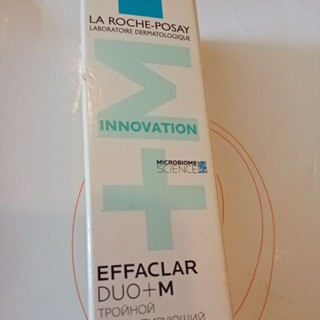 LA ROCHE-POSAY
LABORATOIRE DERMATOLOGIQUE
+M
INNOVATION
MICROBIOME
SCIENCE
EFFACLAR
DUO+M
ТРОЙНОЙ